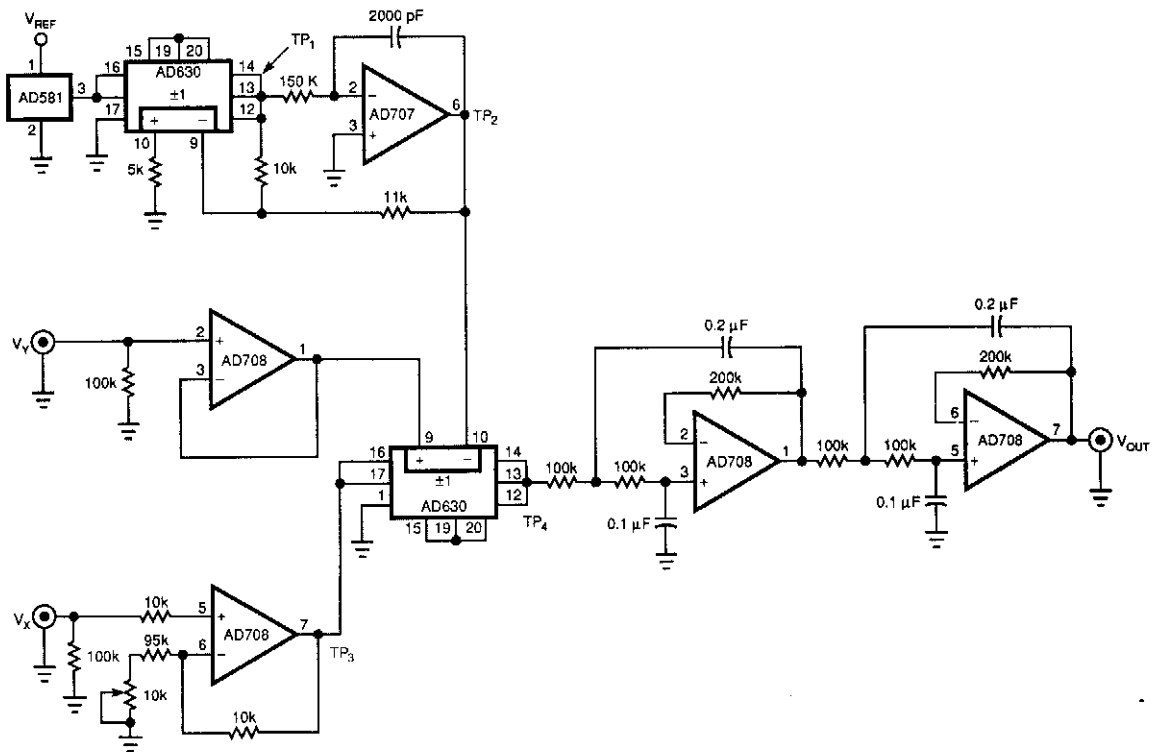 V_REF
1
AD581
3
2
15 19 20
16
AD630
±1
17
+ −
10 9
14
13
12
TP₁
5k
10k
150 K
2000 pF
2
−
AD707
3
+
6
TP₂
11k
V_Y
100k
2
+
AD708
3
−
1
9 10
+ −
16
17
1
±1
AD630
15 19 20
14
13
12
TP₄
V_X
100k
10k
95k
10k
5
+
AD708
6
−
7
10k
TP₃
100k
100k
0.1 µF
0.2 µF
200k
2
−
AD708
3
+
1
100k
100k
0.1 µF
0.2 µF
200k
6
−
AD708
5
+
7
V_OUT